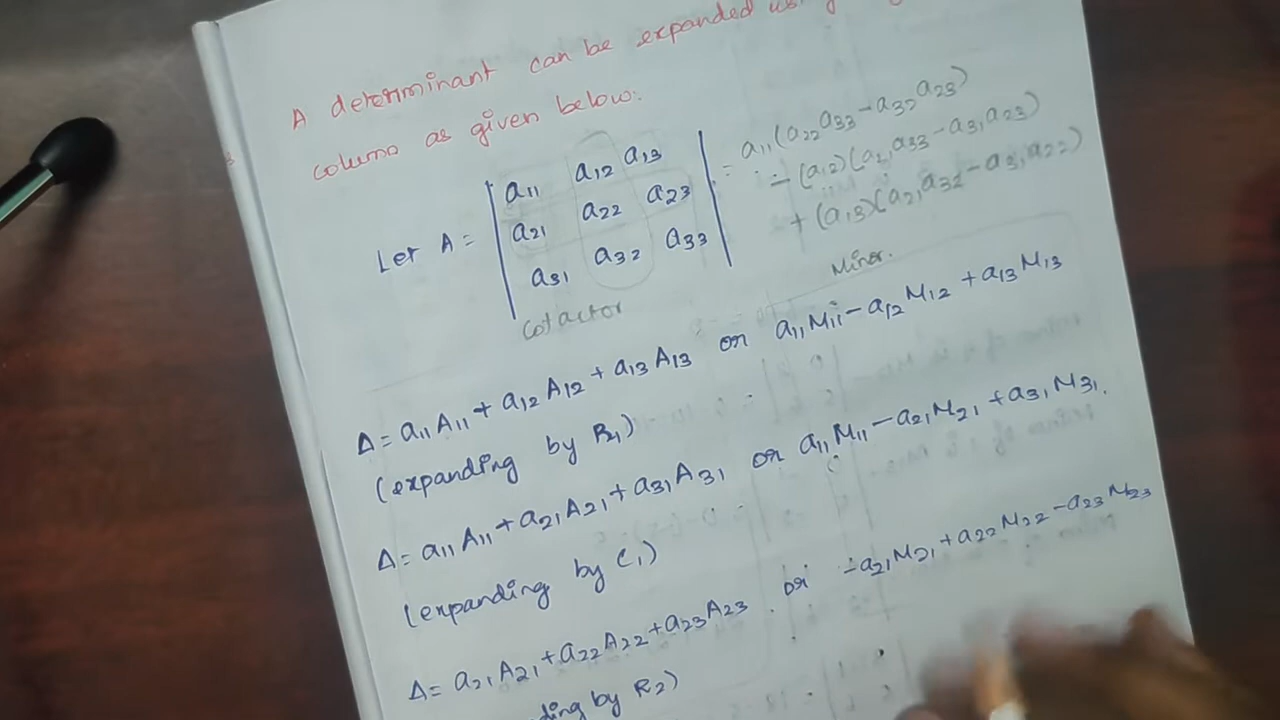 A determinant can be expanded
column as given below:
Let A = | a11 a12 a13 | = a11(a22a33 - a32a23)
| a21 a22 a23 | - (a12)(a21a33 - a31a23)
| a31 a32 a33 | + (a13)(a21a32 - a31a22)
Cofactor
Minor.
Δ = a11A11 + a12A12 + a13A13 or a11M11 - a12M12 + a13M13
(expanding by R1)
Δ = a11A11 + a21A21 + a31A31 or a11M11 - a21M21 + a31M31.
(expanding by C1)
Δ = a21A21 + a22A22 + a23A23 . or -a21M21 + a22M22 - a23M23
ding by R2)